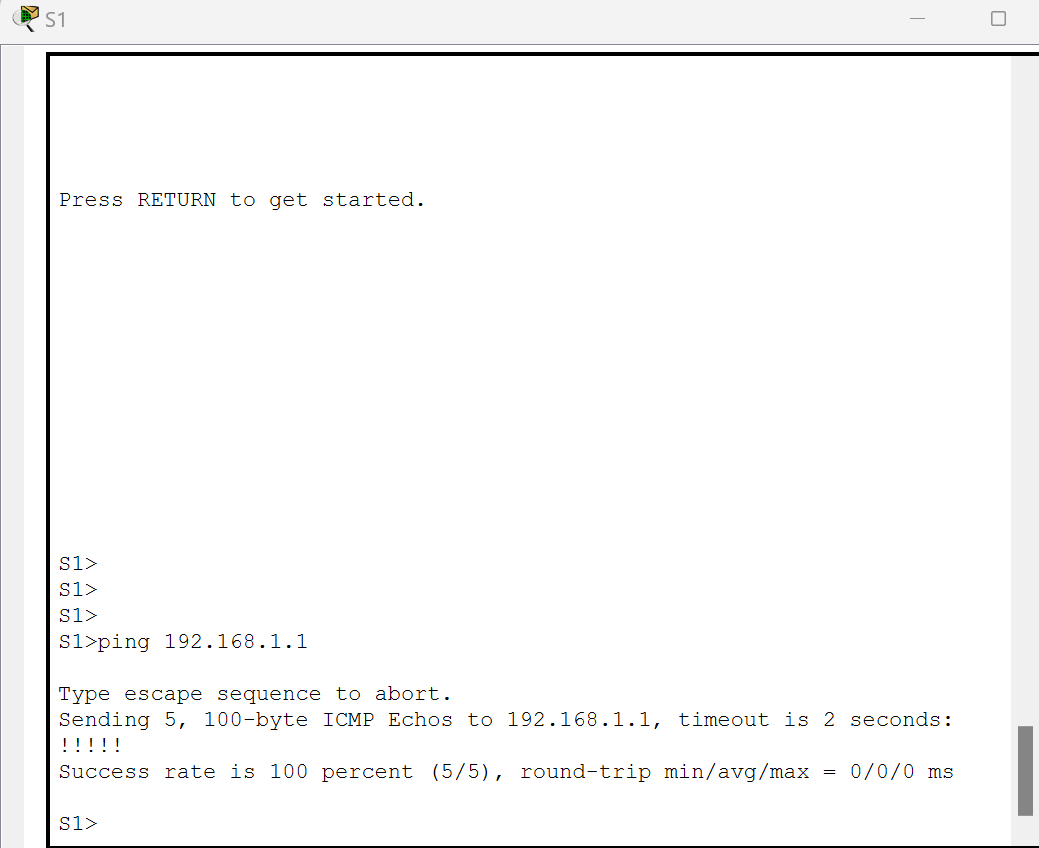 S1
Press RETURN to get started.
S1>
S1>
S1>
S1>ping 192.168.1.1
Type escape sequence to abort.
Sending 5, 100-byte ICMP Echos to 192.168.1.1, timeout is 2 seconds:
!!!!!
Success rate is 100 percent (5/5), round-trip min/avg/max = 0/0/0 ms
S1>